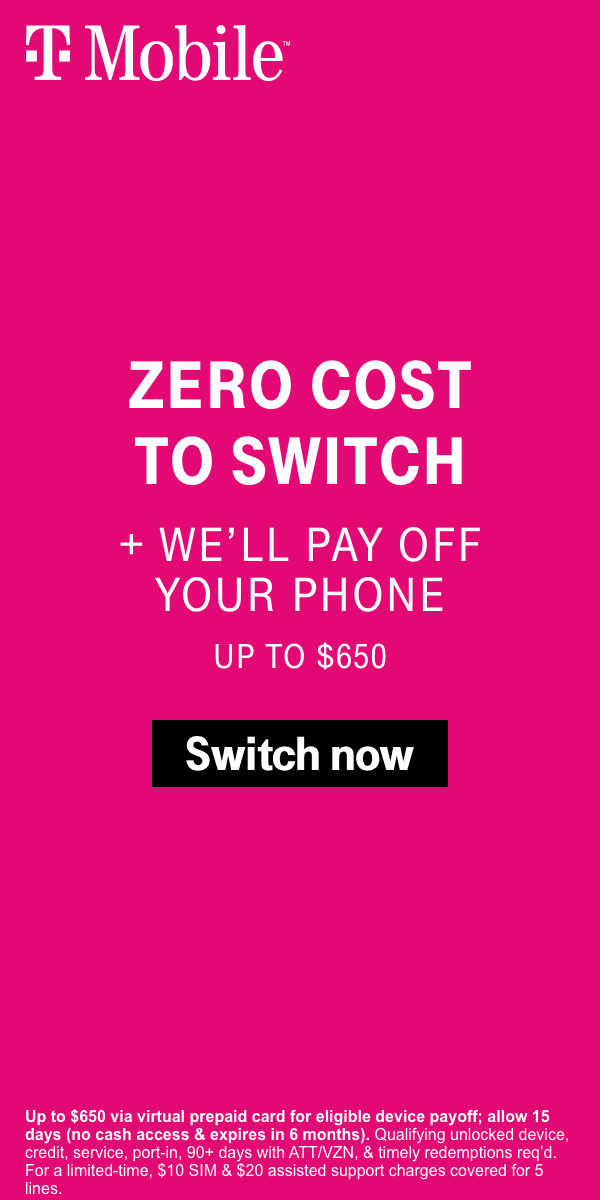 T Mobile™
ZERO COST
TO SWITCH
+ WE’LL PAY OFF
YOUR PHONE
UP TO $650
Switch now
Up to $650 via virtual prepaid card for eligible device payoff; allow 15
days (no cash access & expires in 6 months). Qualifying unlocked device,
credit, service, port-in, 90+ days with ATT/VZN, & timely redemptions req’d.
For a limited-time, $10 SIM & $20 assisted support charges covered for 5
lines.